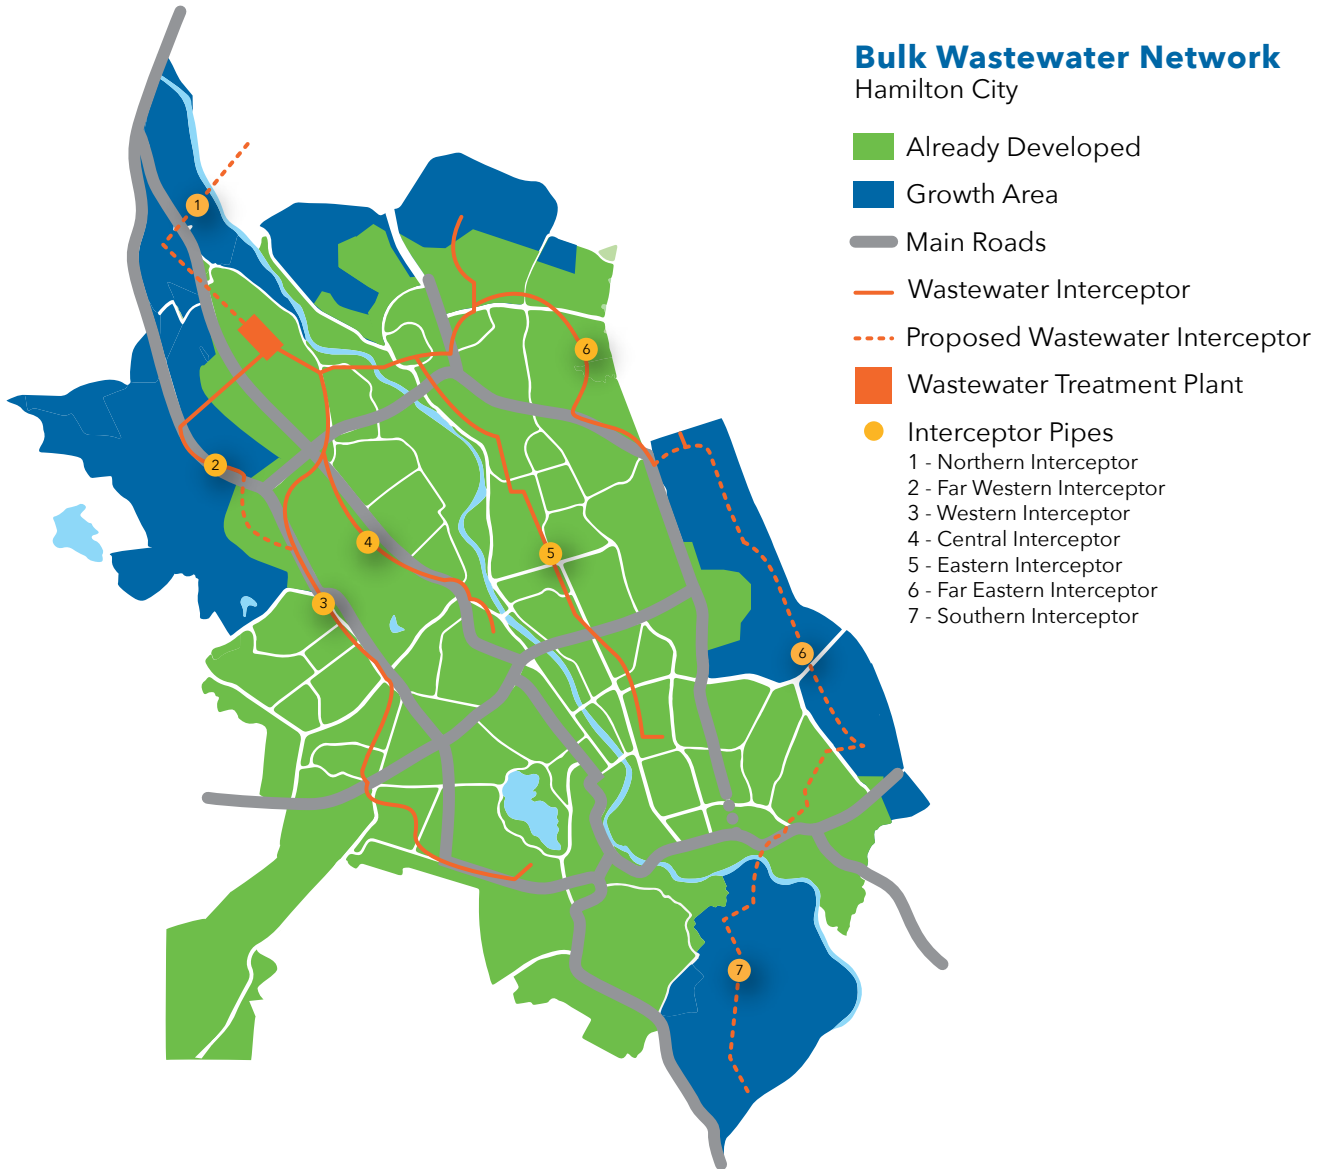 Bulk Wastewater Network
Hamilton City
Already Developed
Growth Area
Main Roads
Wastewater Interceptor
Proposed Wastewater Interceptor
Wastewater Treatment Plant
Interceptor Pipes
1 - Northern Interceptor
2 - Far Western Interceptor
3 - Western Interceptor
4 - Central Interceptor
5 - Eastern Interceptor
6 - Far Eastern Interceptor
7 - Southern Interceptor
1
6
2
4
5
3
6
7